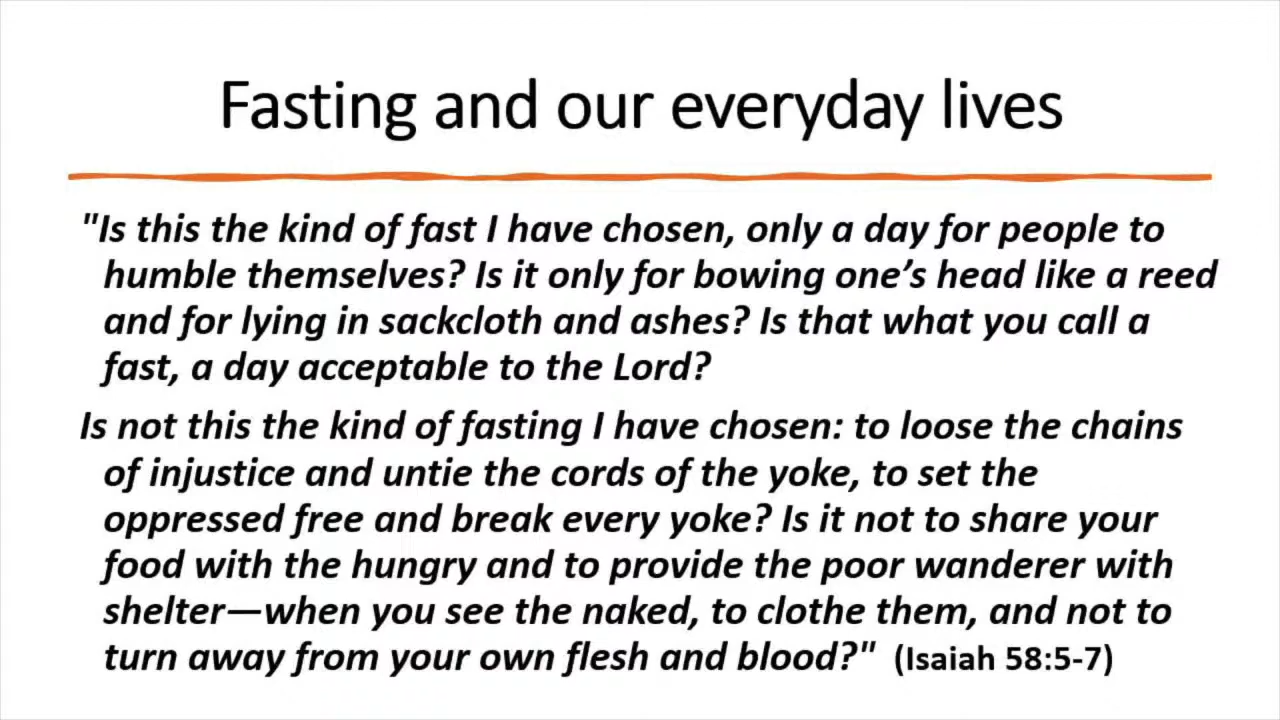 Fasting and our everyday lives
"Is this the kind of fast I have chosen, only a day for people to
humble themselves? Is it only for bowing one’s head like a reed
and for lying in sackcloth and ashes? Is that what you call a
fast, a day acceptable to the Lord?
Is not this the kind of fasting I have chosen: to loose the chains
of injustice and untie the cords of the yoke, to set the
oppressed free and break every yoke? Is it not to share your
food with the hungry and to provide the poor wanderer with
shelter—when you see the naked, to clothe them, and not to
turn away from your own flesh and blood?" (Isaiah 58:5-7)